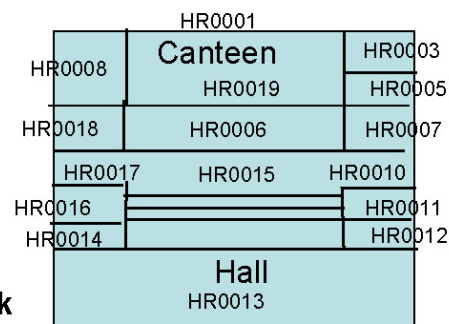 HR0001
Canteen
HR0003
HR0008
HR0019
HR0005
HR0018
HR0006
HR0007
HR0017
HR0015
HR0010
HR0016
HR0011
HR0014
HR0012
Hall
HR0013
k